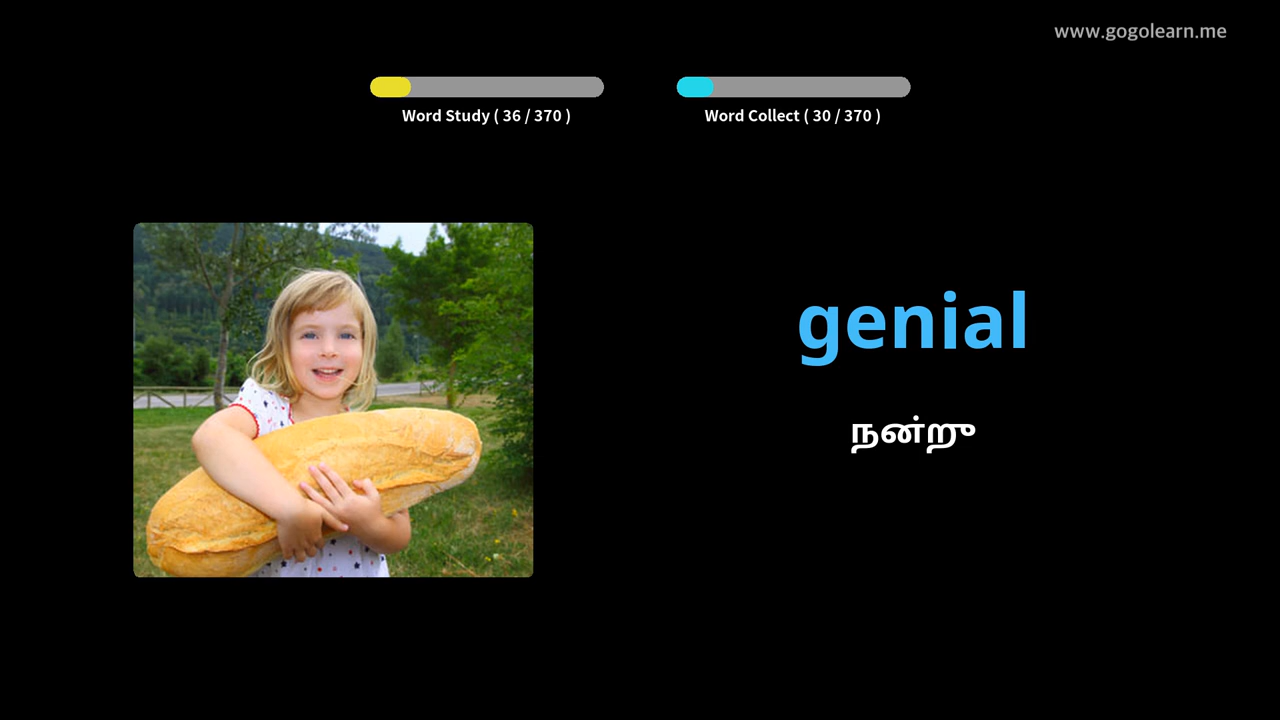 www.gogolearn.me
Word Study ( 36 / 370 )
Word Collect ( 30 / 370 )
genial
நன்று